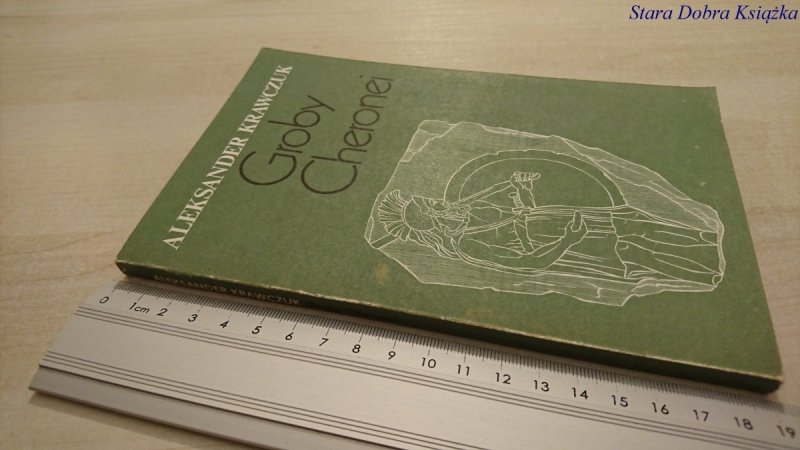 Stara Dobra Książka
ALEKSANDER KRAWCZUK
Groby
Cheronei
ALEKSANDER KRAWCZUK
0 1cm 2 3 4 5 6 7 8 9 10 11 12 13 14 15 16 17 18 19